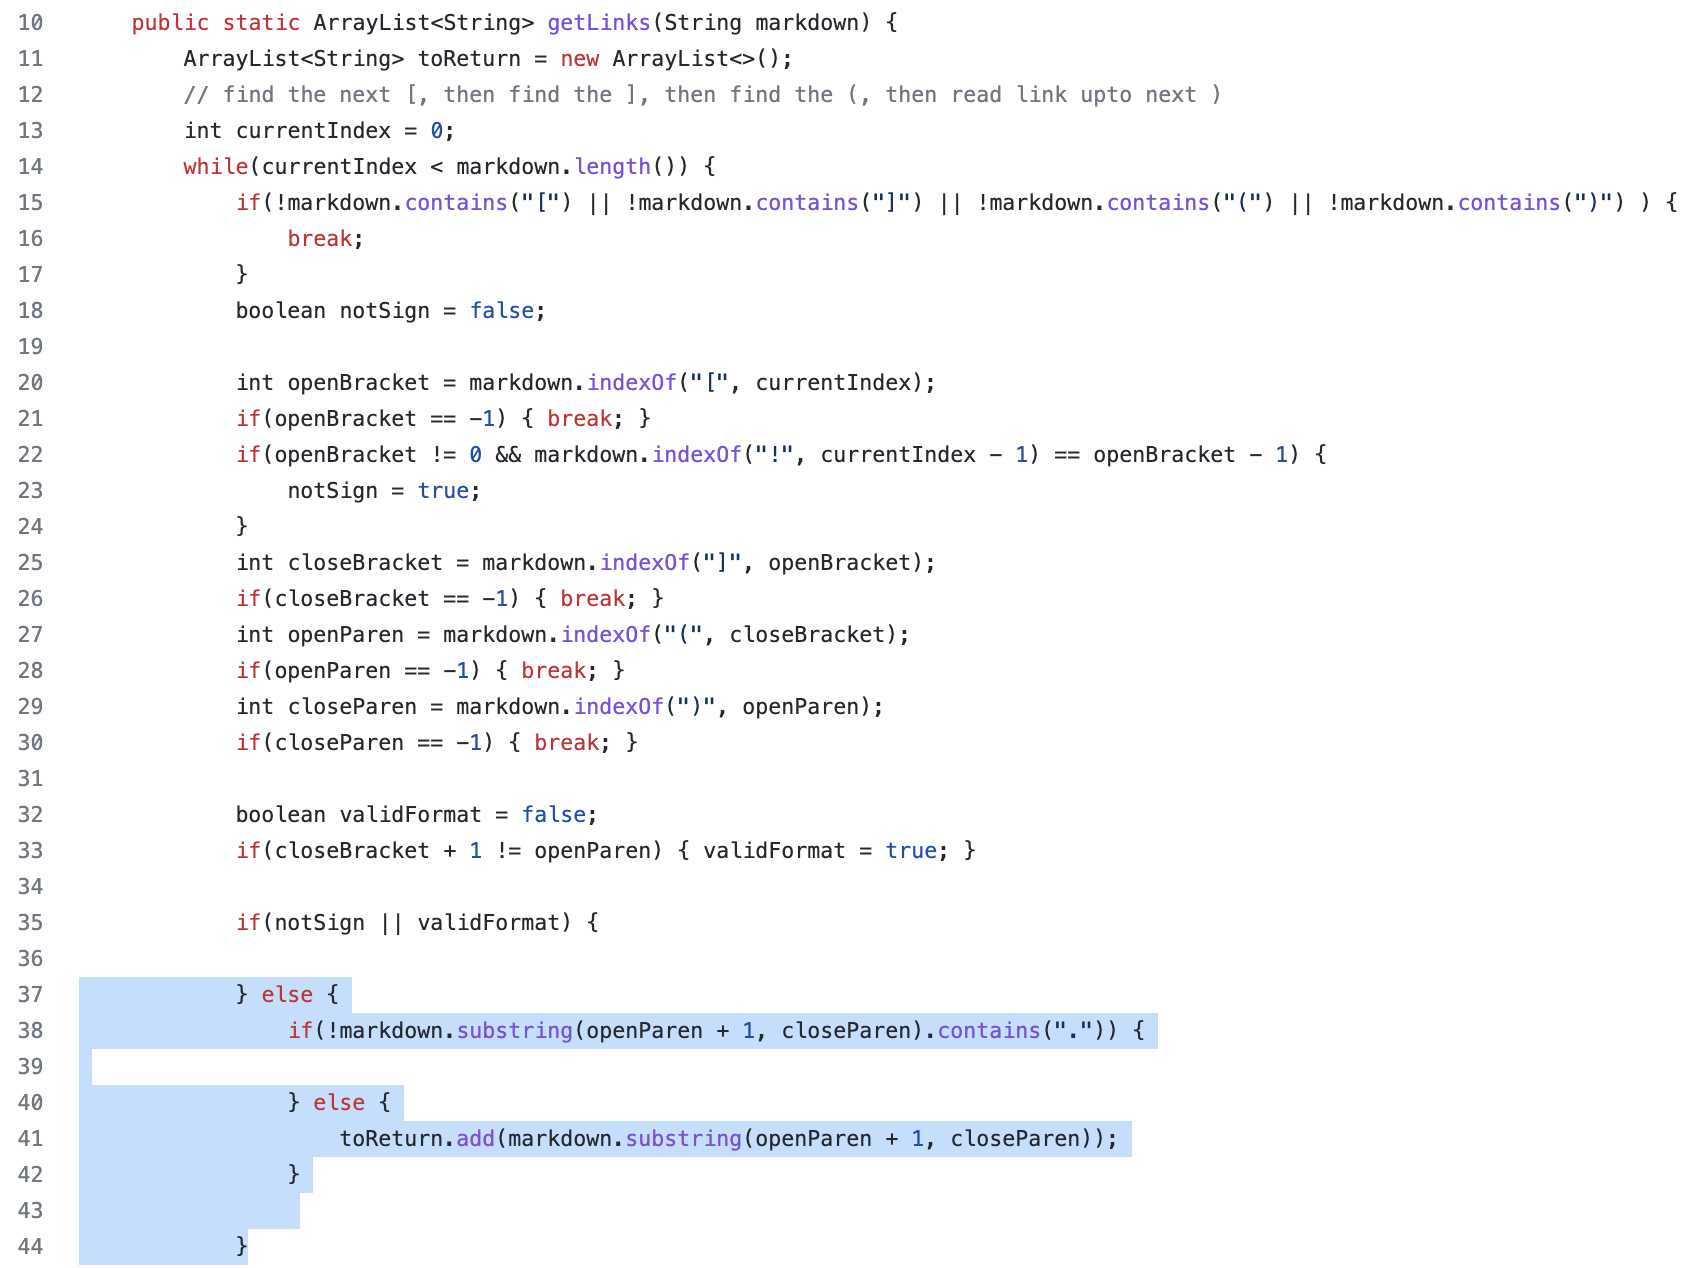 10 public static ArrayList<String> getLinks(String markdown) {
11 ArrayList<String> toReturn = new ArrayList<>();
12 // find the next [, then find the ], then find the (, then read link upto next )
13 int currentIndex = 0;
14 while(currentIndex < markdown.length()) {
15 if(!markdown.contains("[") || !markdown.contains("]") || !markdown.contains("(") || !markdown.contains(")") ) {
16 break;
17 }
18 boolean notSign = false;
19
20 int openBracket = markdown.indexOf("[", currentIndex);
21 if(openBracket == -1) { break; }
22 if(openBracket != 0 && markdown.indexOf("!", currentIndex - 1) == openBracket - 1) {
23 notSign = true;
24 }
25 int closeBracket = markdown.indexOf("]", openBracket);
26 if(closeBracket == -1) { break; }
27 int openParen = markdown.indexOf("(", closeBracket);
28 if(openParen == -1) { break; }
29 int closeParen = markdown.indexOf(")", openParen);
30 if(closeParen == -1) { break; }
31
32 boolean validFormat = false;
33 if(closeBracket + 1 != openParen) { validFormat = true; }
34
35 if(notSign || validFormat) {
36
37 } else {
38 if(!markdown.substring(openParen + 1, closeParen).contains(".")) {
39
40 } else {
41 toReturn.add(markdown.substring(openParen + 1, closeParen));
42 }
43
44 }